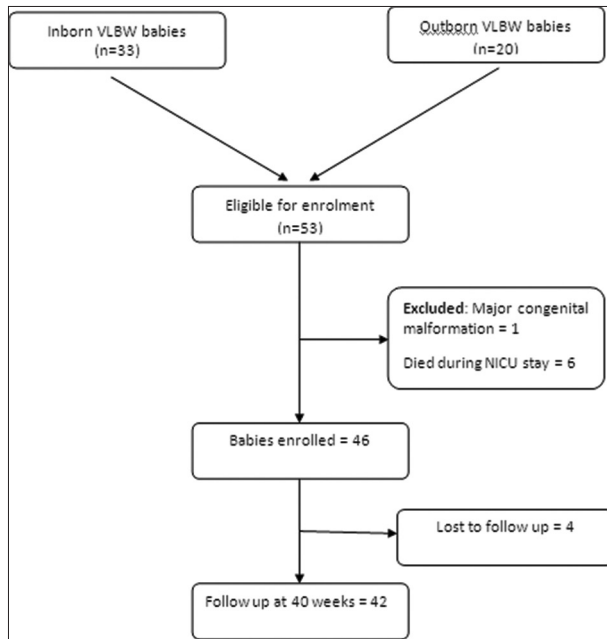 Inborn VLBW babies
(n=33)
Outborn VLBW babies
(n=20)
Eligible for enrolment
(n=53)
Excluded: Major congenital
malformation = 1
Died during NICU stay = 6
Babies enrolled = 46
Lost to follow up = 4
Follow up at 40 weeks = 42